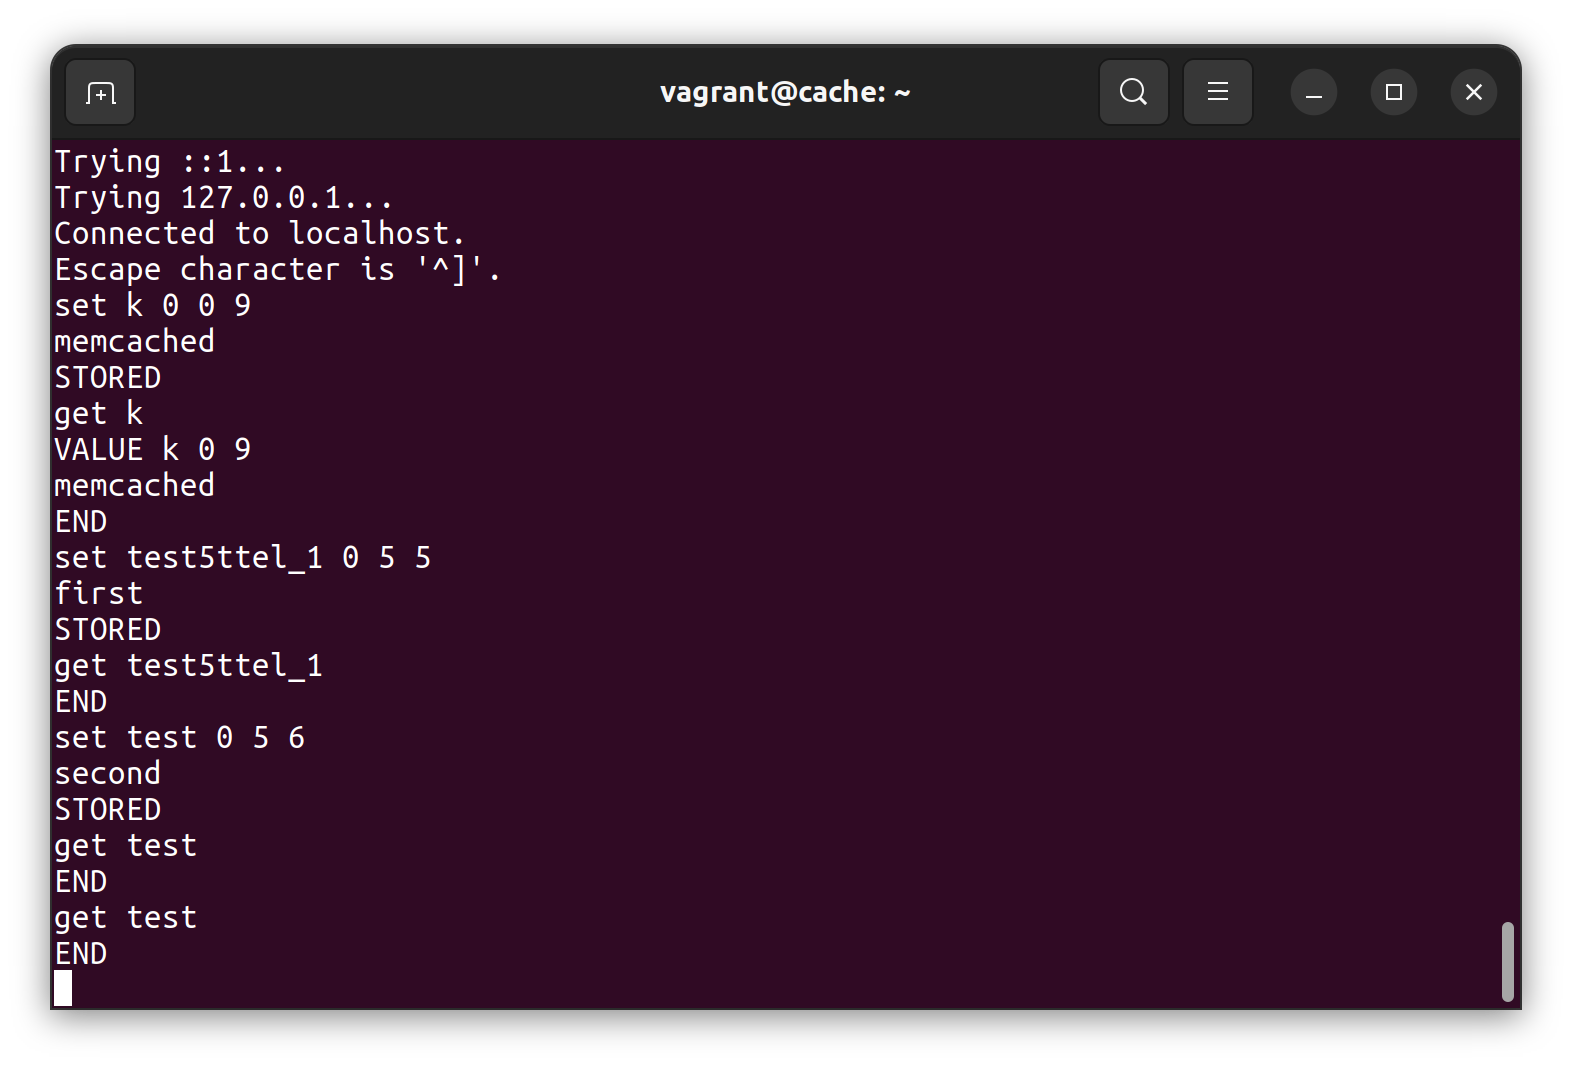 vagrant@cache: ~
Trying ::1...
Trying 127.0.0.1...
Connected to localhost.
Escape character is '^]'.
set k 0 0 9
memcached
STORED
get k
VALUE k 0 9
memcached
END
set test5ttel_1 0 5 5
first
STORED
get test5ttel_1
END
set test 0 5 6
second
STORED
get test
END
get test
END